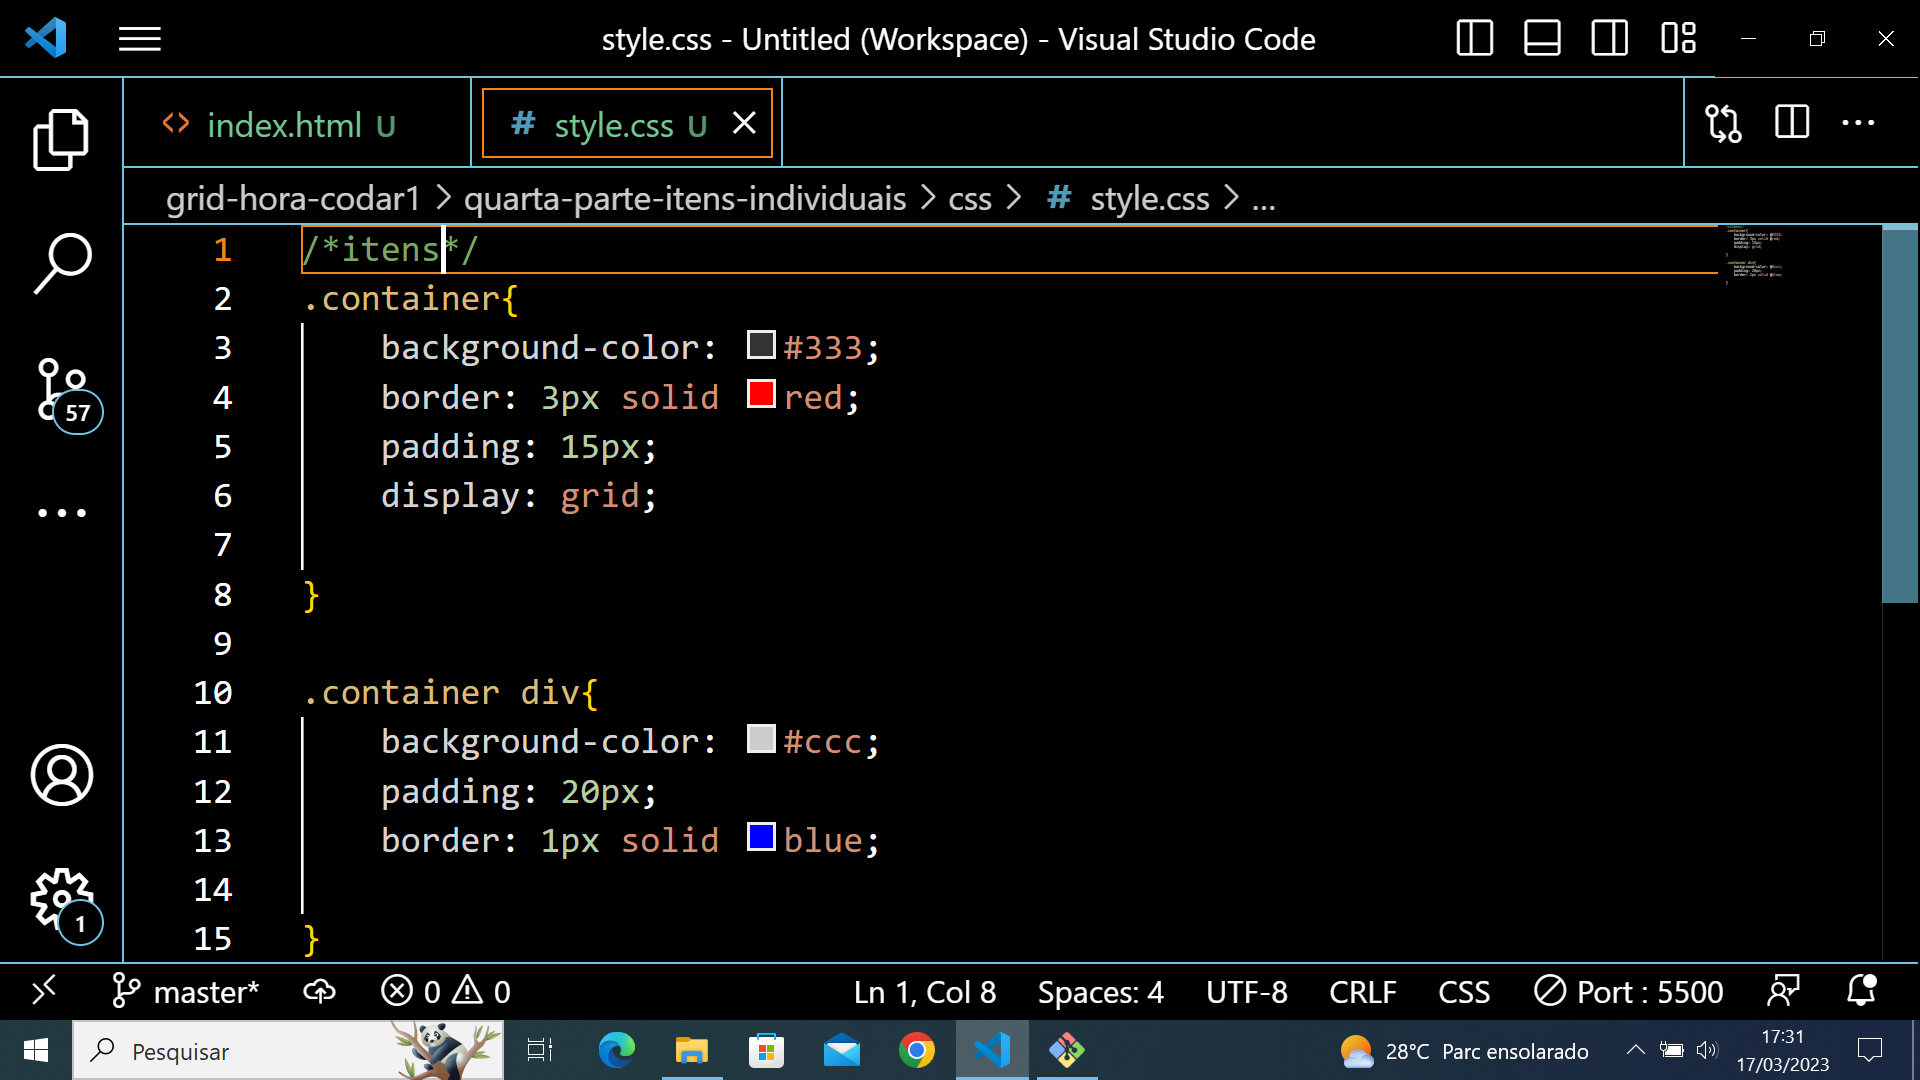 style.css - Untitled (Workspace) - Visual Studio Code
index.html U
# style.css U
grid-hora-codar1 > quarta-parte-itens-individuais > css > # style.css > ...
1 /*itens*/
2 .container{
3 background-color: #333;
4 border: 3px solid red;
5 padding: 15px;
6 display: grid;
7
8 }
9
10 .container div{
11 background-color: #ccc;
12 padding: 20px;
13 border: 1px solid blue;
14
15 }
57
1
master* 0 0 Ln 1, Col 8 Spaces: 4 UTF-8 CRLF CSS Port : 5500
Pesquisar 28°C Parc ensolarado 17:31
17/03/2023